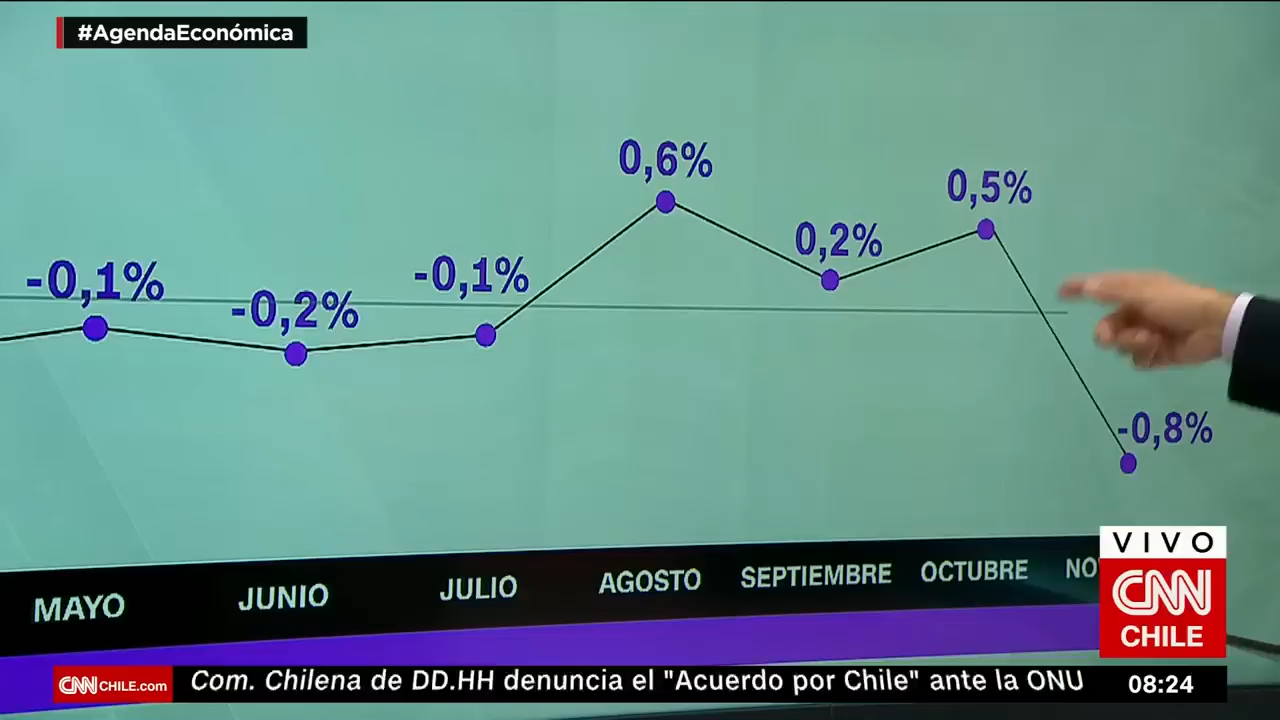 #AgendaEconómica
0,6%
0,5%
0,2%
-0,1%
-0,1%
-0,2%
-0,8%
MAYO JUNIO JULIO AGOSTO SEPTIEMBRE OCTUBRE NO
VIVO
CNN
CHILE
CNNCHILE.com Com. Chilena de DD.HH denuncia el "Acuerdo por Chile" ante la ONU 08:24